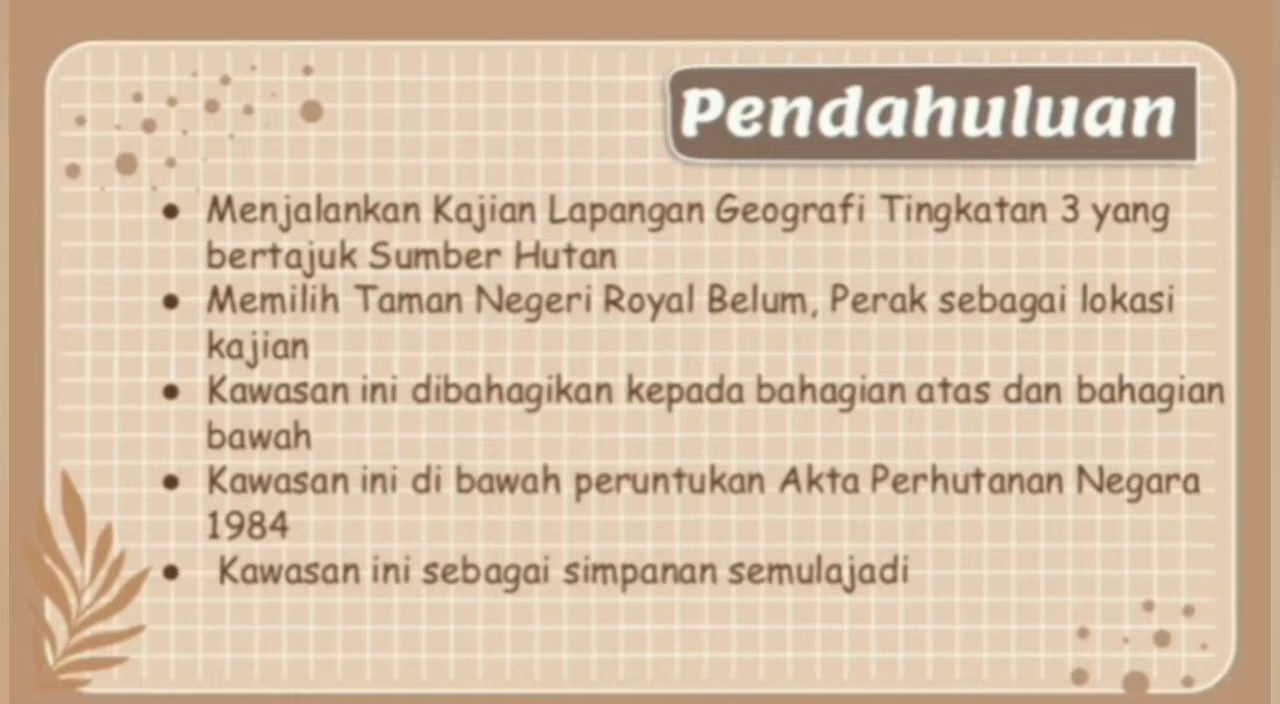 Pendahuluan
• Menjalankan Kajian Lapangan Geografi Tingkatan 3 yang
bertajuk Sumber Hutan
• Memilih Taman Negeri Royal Belum, Perak sebagai lokasi
kajian
• Kawasan ini dibahagikan kepada bahagian atas dan bahagian
bawah
• Kawasan ini di bawah peruntukan Akta Perhutanan Negara
1984
• Kawasan ini sebagai simpanan semulajadi